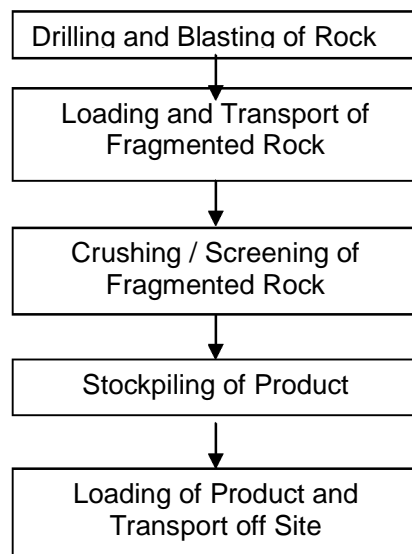 Drilling and Blasting of Rock
Loading and Transport of
Fragmented Rock
Crushing / Screening of
Fragmented Rock
Stockpiling of Product
Loading of Product and
Transport off Site